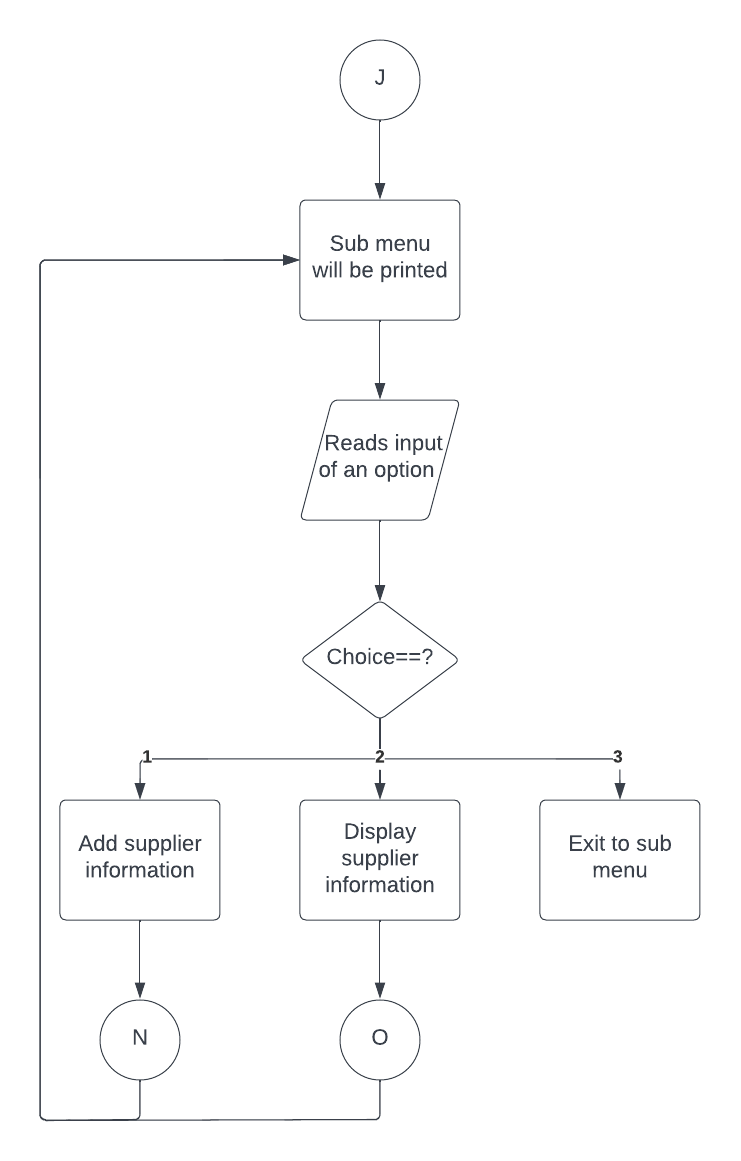 J
Sub menu
will be printed
Reads input
of an option
Choice==?
1
2
3
Add supplier
information
Display
supplier
information
Exit to sub
menu
N
O